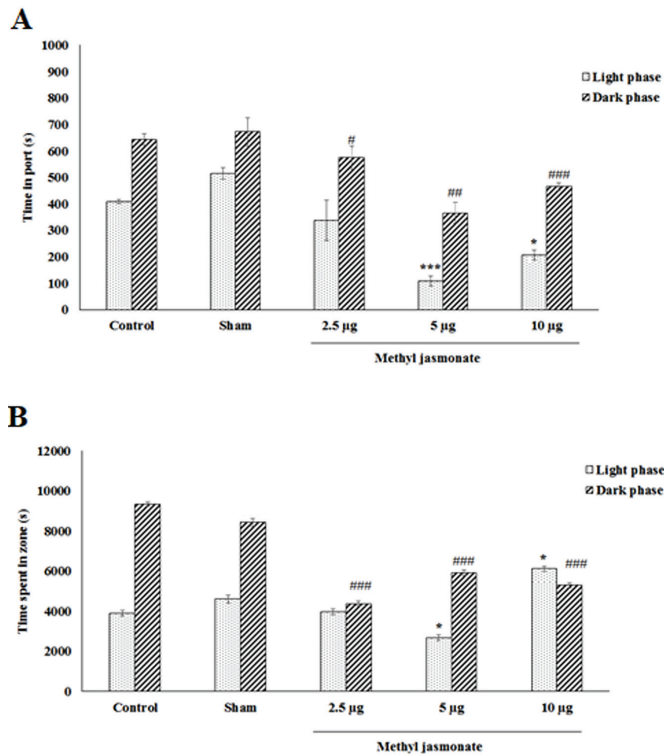 A
1000
900
800
700
600
500
400
300
200
100
0
Time in port (s)
Light phase
Dark phase
#
***
##
*
###
Control Sham 2.5 µg 5 µg 10 µg
Methyl jasmonate
B
12000
10000
8000
6000
4000
2000
0
Time spent in zone (s)
Light phase
Dark phase
###
*
###
*
###
Control Sham 2.5 µg 5 µg 10 µg
Methyl jasmonate